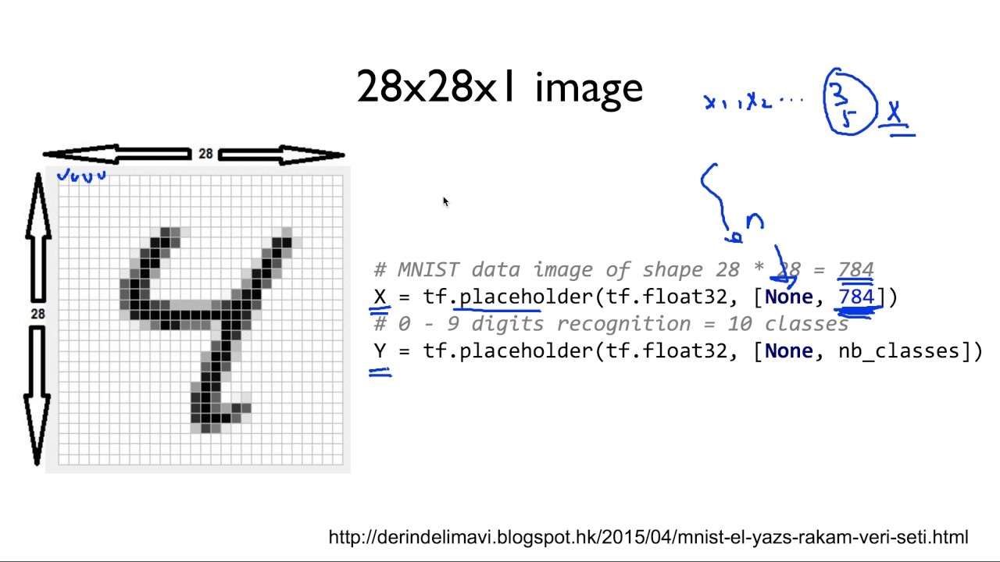 28x28x1 image
x1, x2 ... 3 5 X
28
28
n
# MNIST data image of shape 28 * 28 = 784
X = tf.placeholder(tf.float32, [None, 784])
# 0 - 9 digits recognition = 10 classes
Y = tf.placeholder(tf.float32, [None, nb_classes])
http://derindelimavi.blogspot.hk/2015/04/mnist-el-yazs-rakam-veri-seti.html